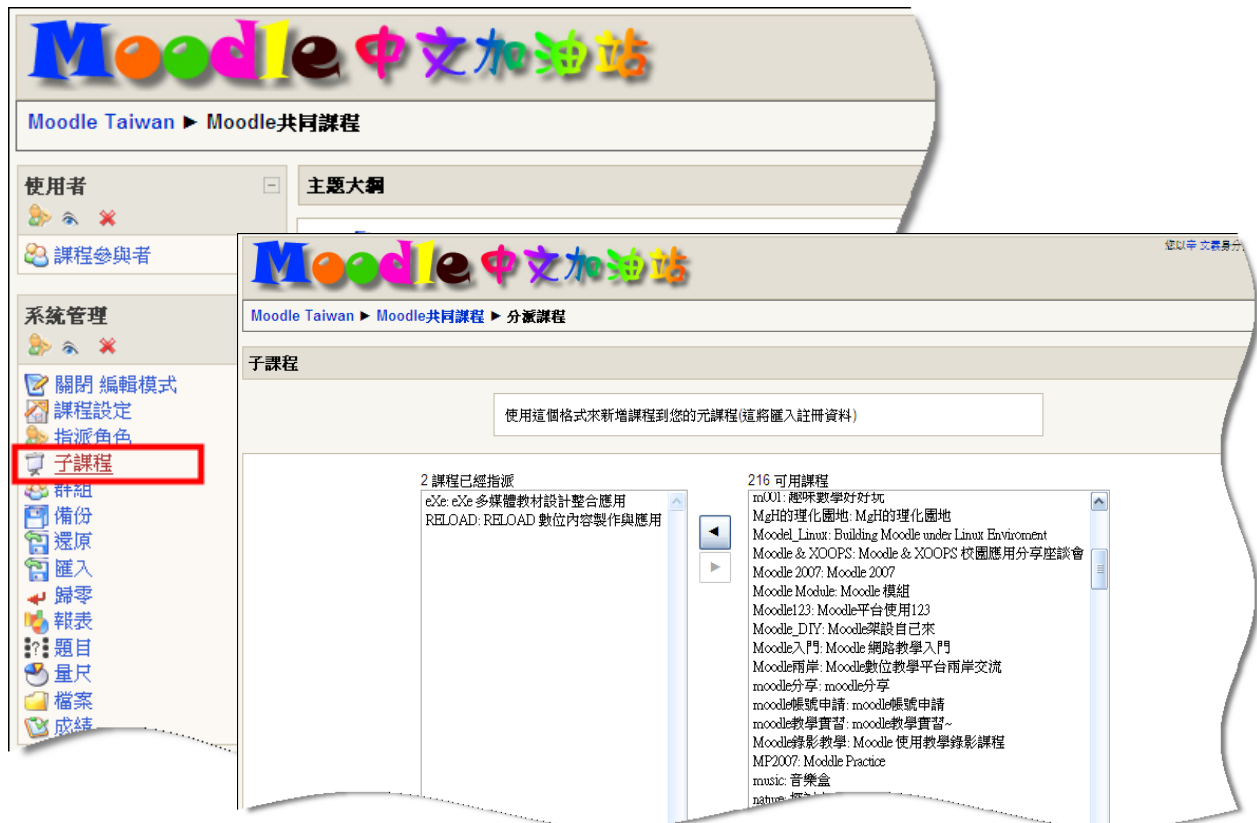 Moodle中文加油站
Moodle Taiwan ► Moodle共同課程
使用者
主題大綱
課程參與者
系統管理
關閉 編輯模式
課程設定
指派角色
子課程
群組
備份
還原
匯入
歸零
報表
題目
量尺
檔案
成績
Moodle中文加油站
您以辛 文義身分
Moodle Taiwan ► Moodle共同課程 ► 分派課程
子課程
使用這個格式來新增課程到您的元課程(這將匯入註冊資料)
2 課程已經指派
eXe: eXe 多媒體教材設計整合應用
RELOAD: RELOAD 數位內容製作與應用
216 可用課程
m001: 趣味數學好好玩
MgH的理化園地: MgH的理化園地
Moodel_Linux: Building Moodle under Linux Enviroment
Moodle & XOOPS: Moodle & XOOPS 校園應用分享座談會
Moodle 2007: Moodle 2007
Moodle Module: Moodle 模組
Moodle123: Moodle平台使用123
Moodle_DIY: Moodle架設自己來
Moodle入門: Moodle 網路教學入門
Moodle兩岸: Moodle數位教學平台兩岸交流
moodle分享: moodle分享
moodle帳號申請: moodle帳號申請
moodle教學實習: moodle教學實習~
Moodle錄影教學: Moodle 使用教學錄影課程
MP2007: Moddle Practice
music: 音樂盒
nature: